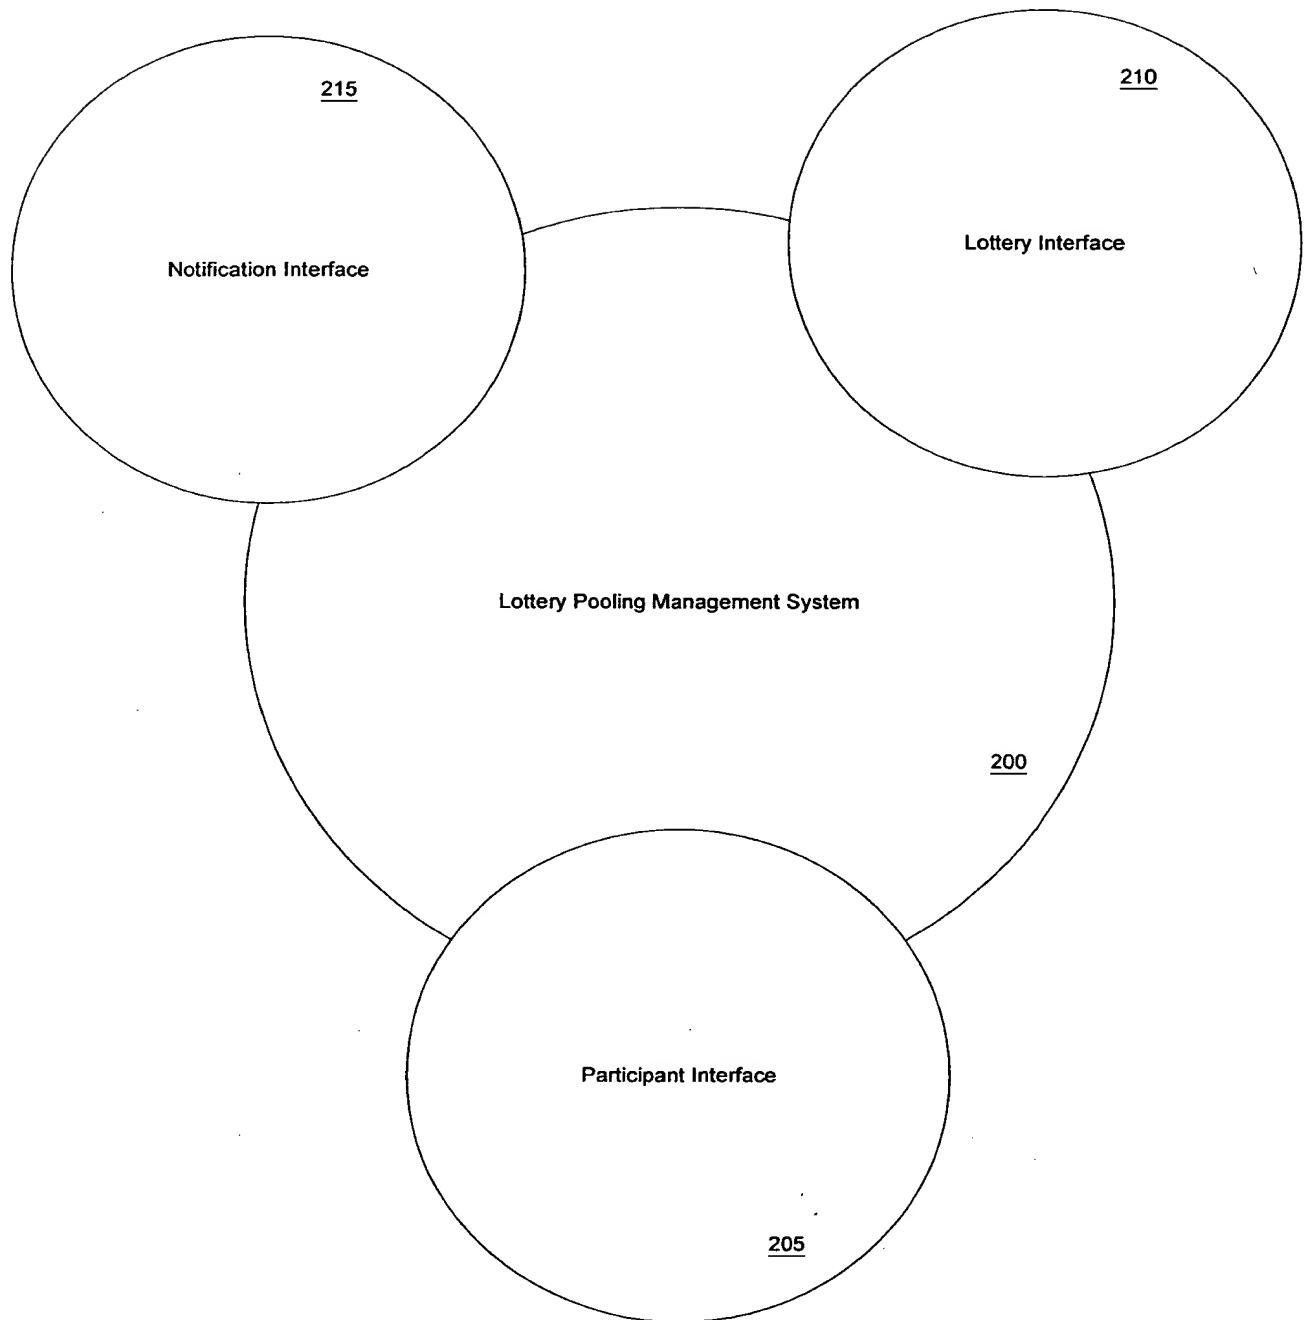 215
210
Notification Interface
Lottery Interface
Lottery Pooling Management System
200
Participant Interface
205